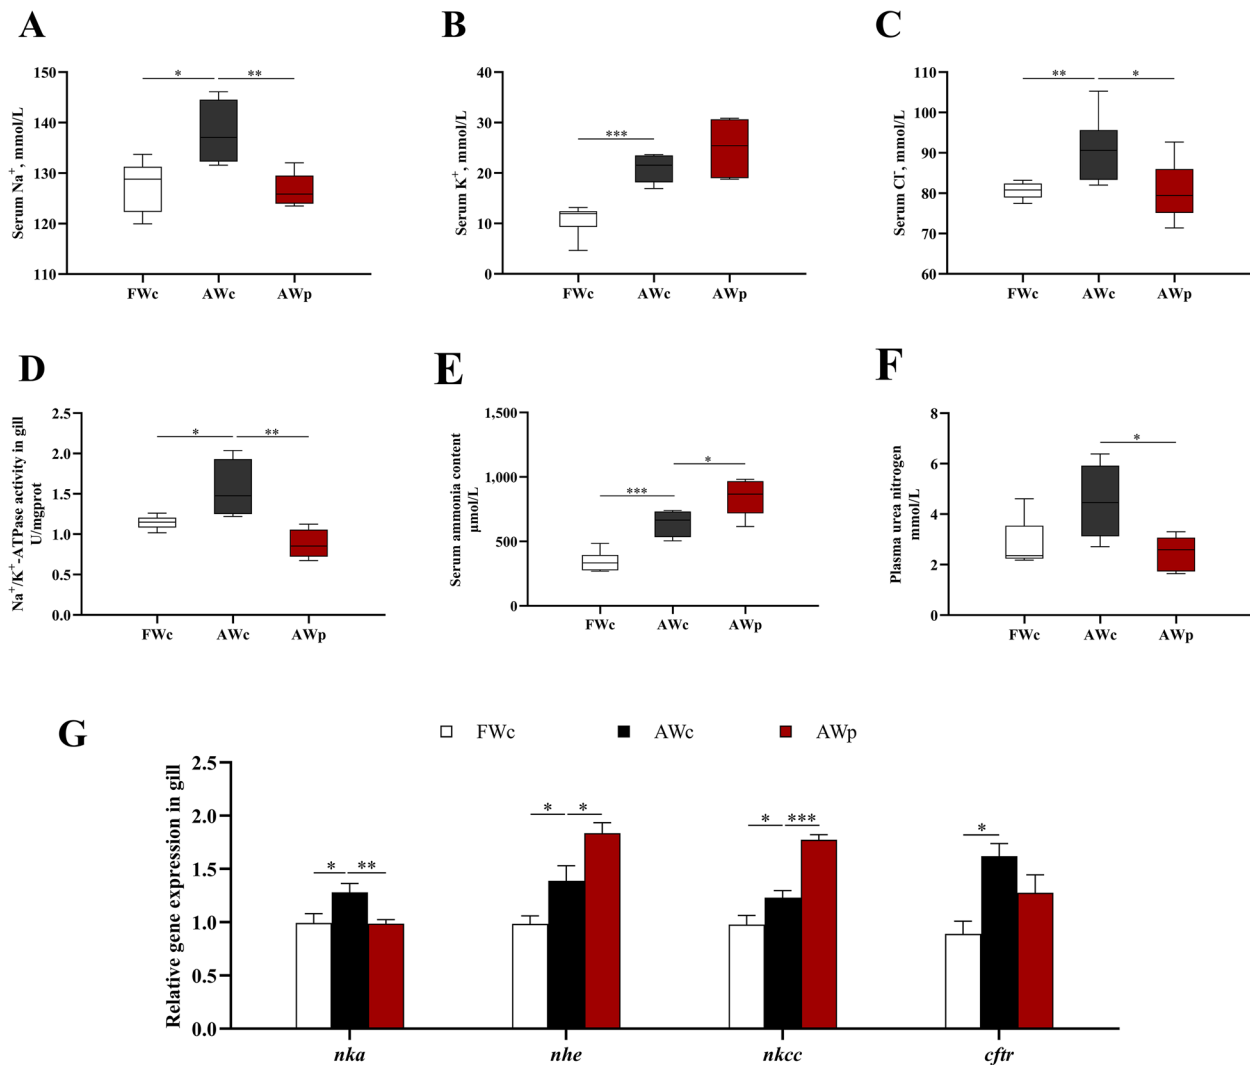 A
Serum Na⁺, mmol/L
150
140
130
120
110
* **
FWc AWc AWp
B
Serum K⁺, mmol/L
40
30
20
10
0
***
FWc AWc AWp
C
Serum Cl⁻, mmol/L
110
100
90
80
70
60
** *
FWc AWc AWp
D
Na⁺/K⁺-ATPase activity in gill
U/mgprot
2.5
2.0
1.5
1.0
0.5
0.0
* **
FWc AWc AWp
E
Serum ammonia content
μmol/L
1,500
1,000
500
0
*** *
FWc AWc AWp
F
Plasma urea nitrogen
mmol/L
8
6
4
2
0
*
FWc AWc AWp
G
FWc AWc AWp
Relative gene expression in gill
2.5
2.0
1.5
1.0
0.5
0.0
* **
* *
* ***
*
nka nhe nkcc cftr